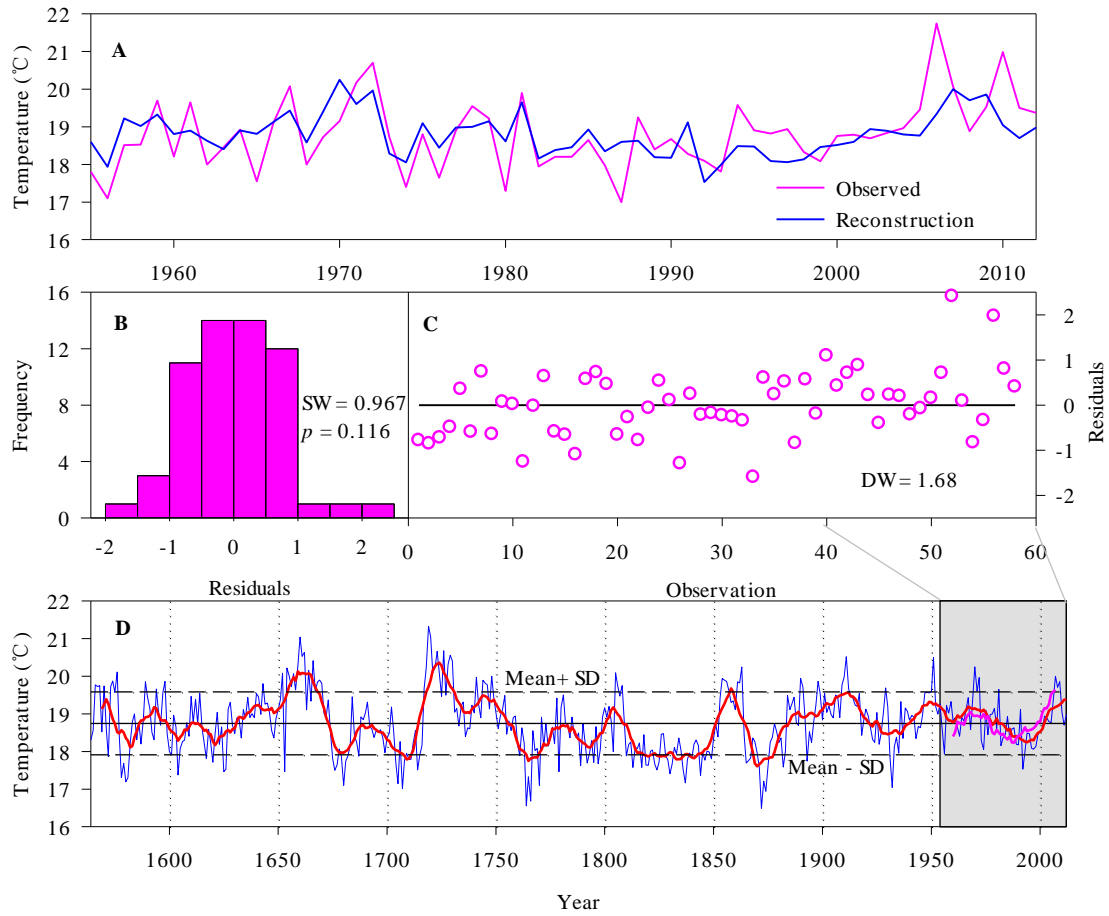 22
21
20
19
18
17
16
Temperature (℃)
A
Observed
Reconstruction
1960
1970
1980
1990
2000
2010
16
12
8
4
0
Frequency
B
SW = 0.967
p = 0.116
-2
-1
0
1
2
Residuals
C
DW = 1.68
2
1
0
-1
-2
Residuals
0
10
20
30
40
50
60
Observation
22
21
20
19
18
17
16
Temperature (℃)
D
Mean+ SD
Mean - SD
1600
1650
1700
1750
1800
1850
1900
1950
2000
Year